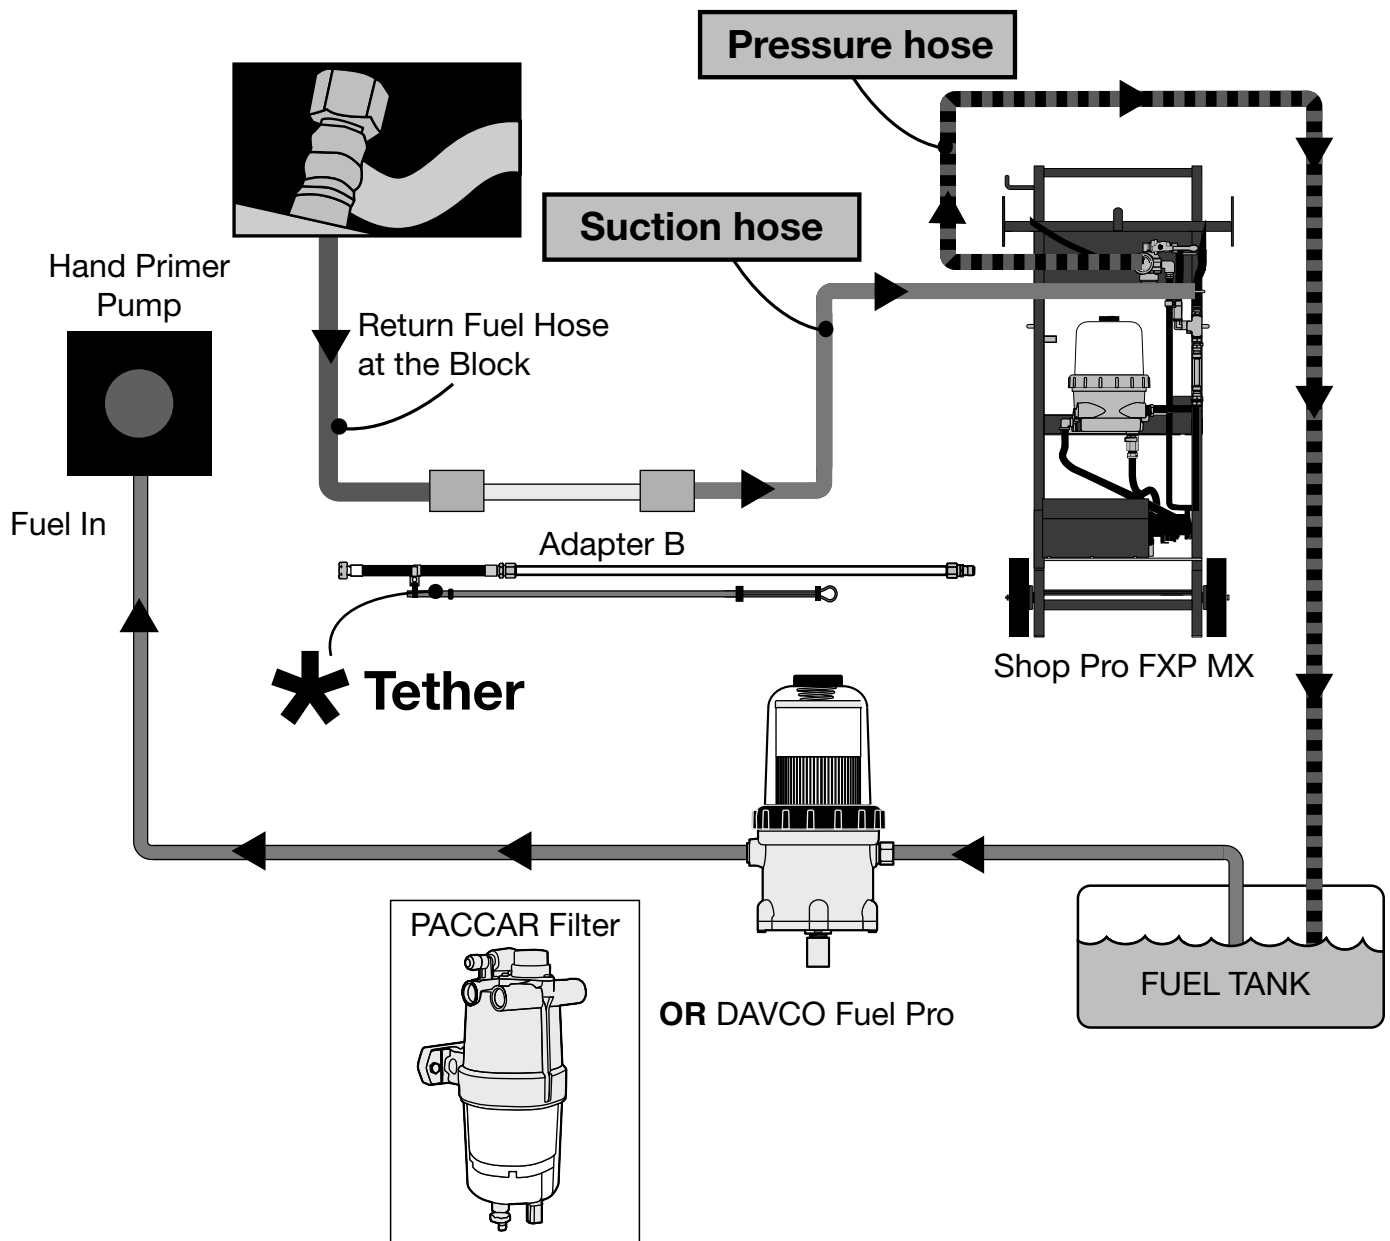 Pressure hose
Suction hose
Hand Primer
Pump
Return Fuel Hose
at the Block
Fuel In
Adapter B
* Tether
Shop Pro FXP MX
PACCAR Filter
OR DAVCO Fuel Pro
FUEL TANK